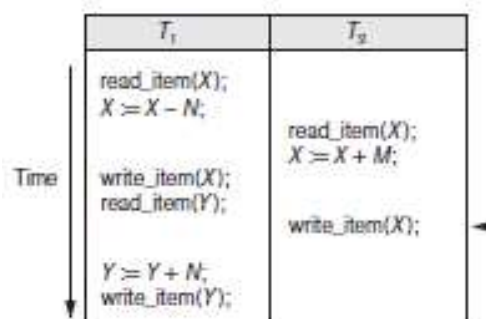 T₁ T₂
read_item(X);
X := X – N;
read_item(X);
X := X + M;
Time
write_item(X);
read_item(Y);
write_item(X);
Y := Y + N;
write_item(Y);